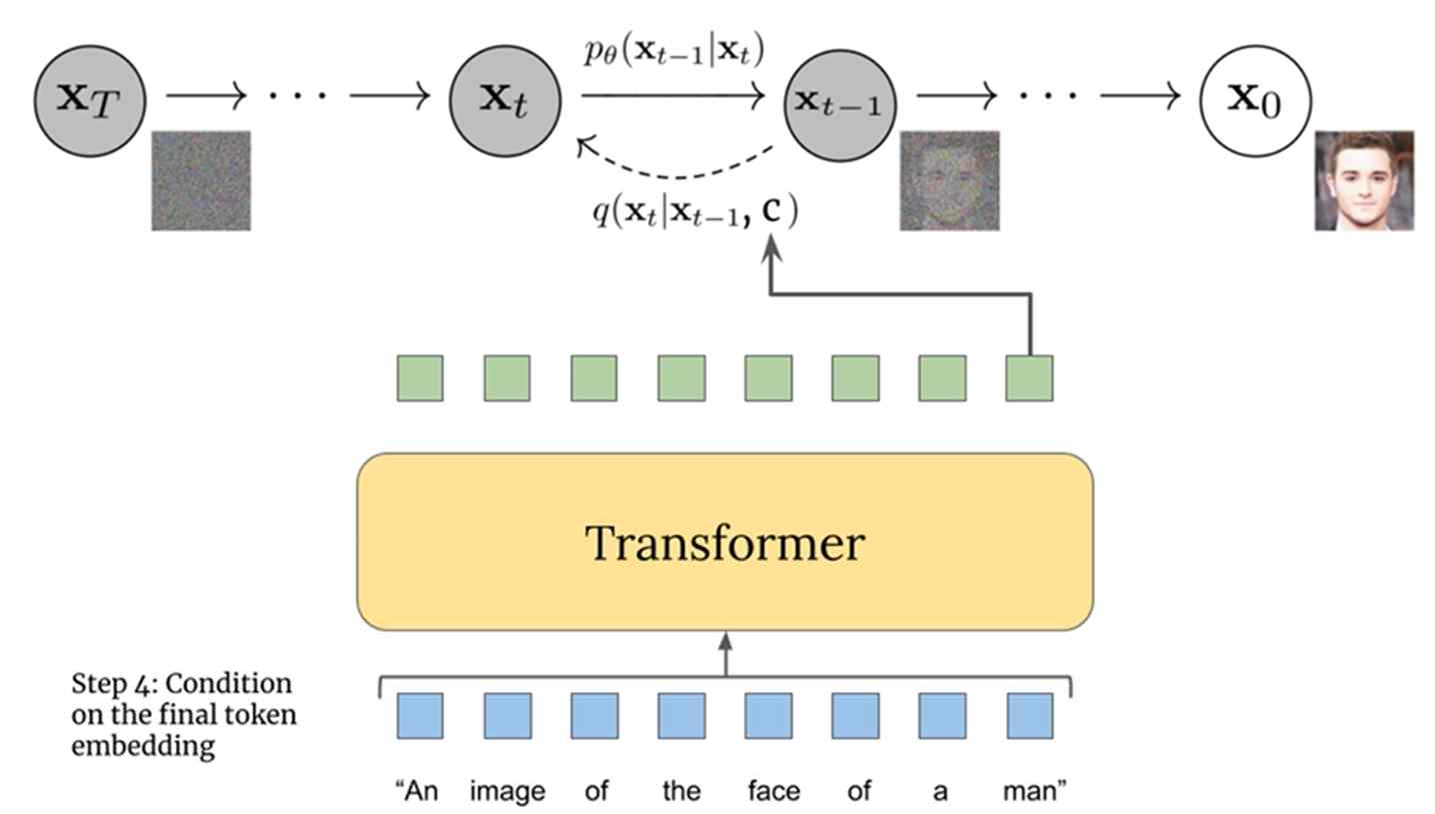 p_θ(x_{t−1}|x_t)
x_T → ··· → x_t → x_{t−1} → ··· → x_0
q(x_t|x_{t−1}, c)
Transformer
Step 4: Condition
on the final token
embedding
“An image of the face of a man”